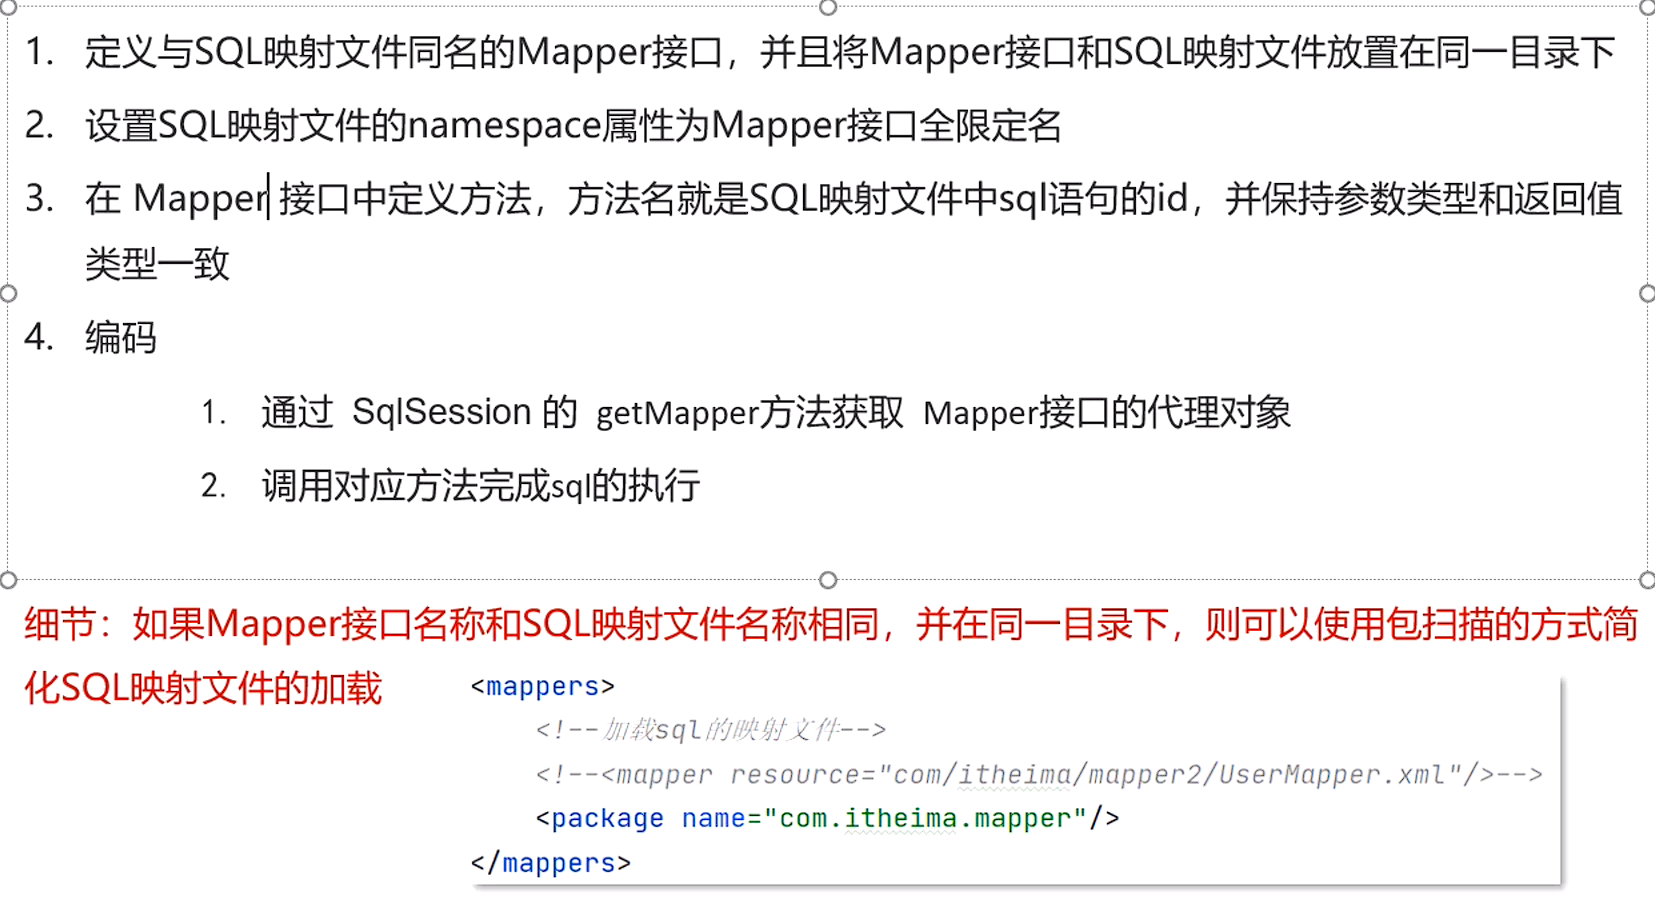 1. 定义与SQL映射文件同名的Mapper接口，并且将Mapper接口和SQL映射文件放置在同一目录下
2. 设置SQL映射文件的namespace属性为Mapper接口全限定名
3. 在 Mapper 接口中定义方法，方法名就是SQL映射文件中sql语句的id，并保持参数类型和返回值
类型一致
4. 编码
1. 通过 SqlSession 的 getMapper方法获取 Mapper接口的代理对象
2. 调用对应方法完成sql的执行
细节：如果Mapper接口名称和SQL映射文件名称相同，并在同一目录下，则可以使用包扫描的方式简
化SQL映射文件的加载
<mappers>
<!--加载sql的映射文件-->
<!--<mapper resource="com/itheima/mapper2/UserMapper.xml"/>-->
<package name="com.itheima.mapper"/>
</mappers>